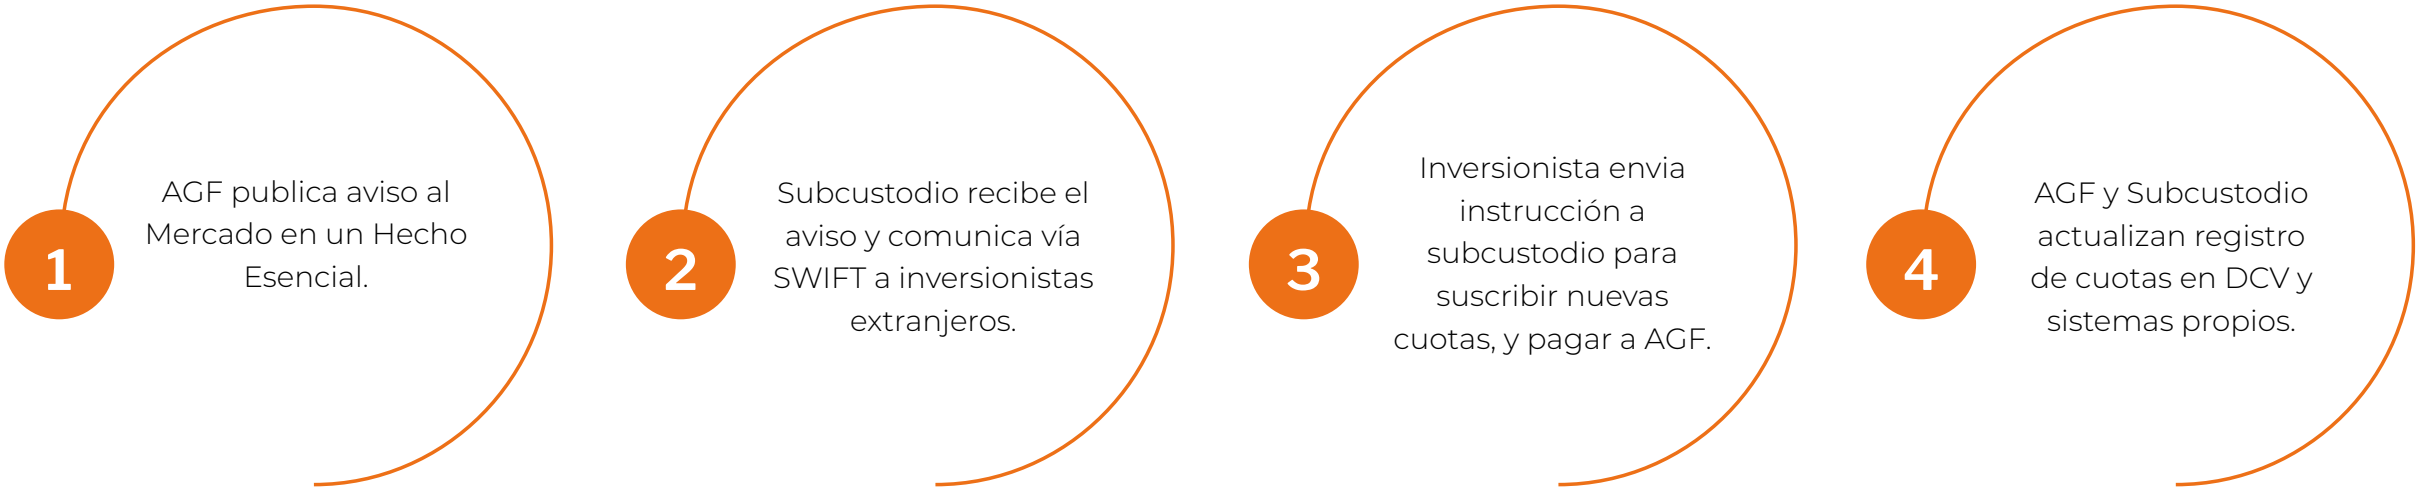 1
AGF publica aviso al
Mercado en un Hecho
Esencial.
2
Subcustodio recibe el
aviso y comunica vía
SWIFT a inversionistas
extranjeros.
3
Inversionista envia
instrucción a
subcustodio para
suscribir nuevas
cuotas, y pagar a AGF.
4
AGF y Subcustodio
actualizan registro
de cuotas en DCV y
sistemas propios.